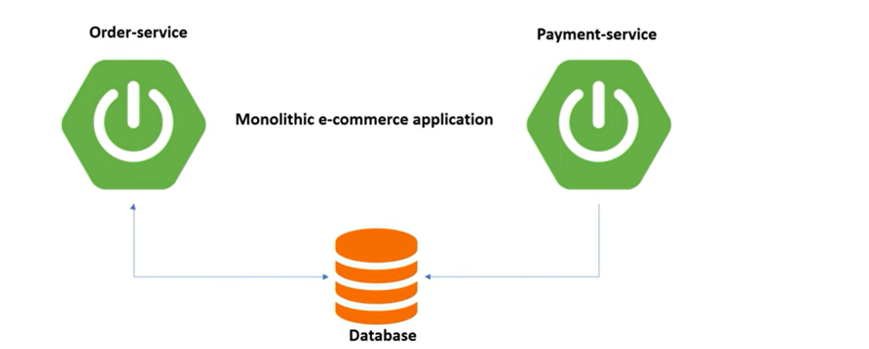 Order-service
Payment-service
Monolithic e-commerce application
Database